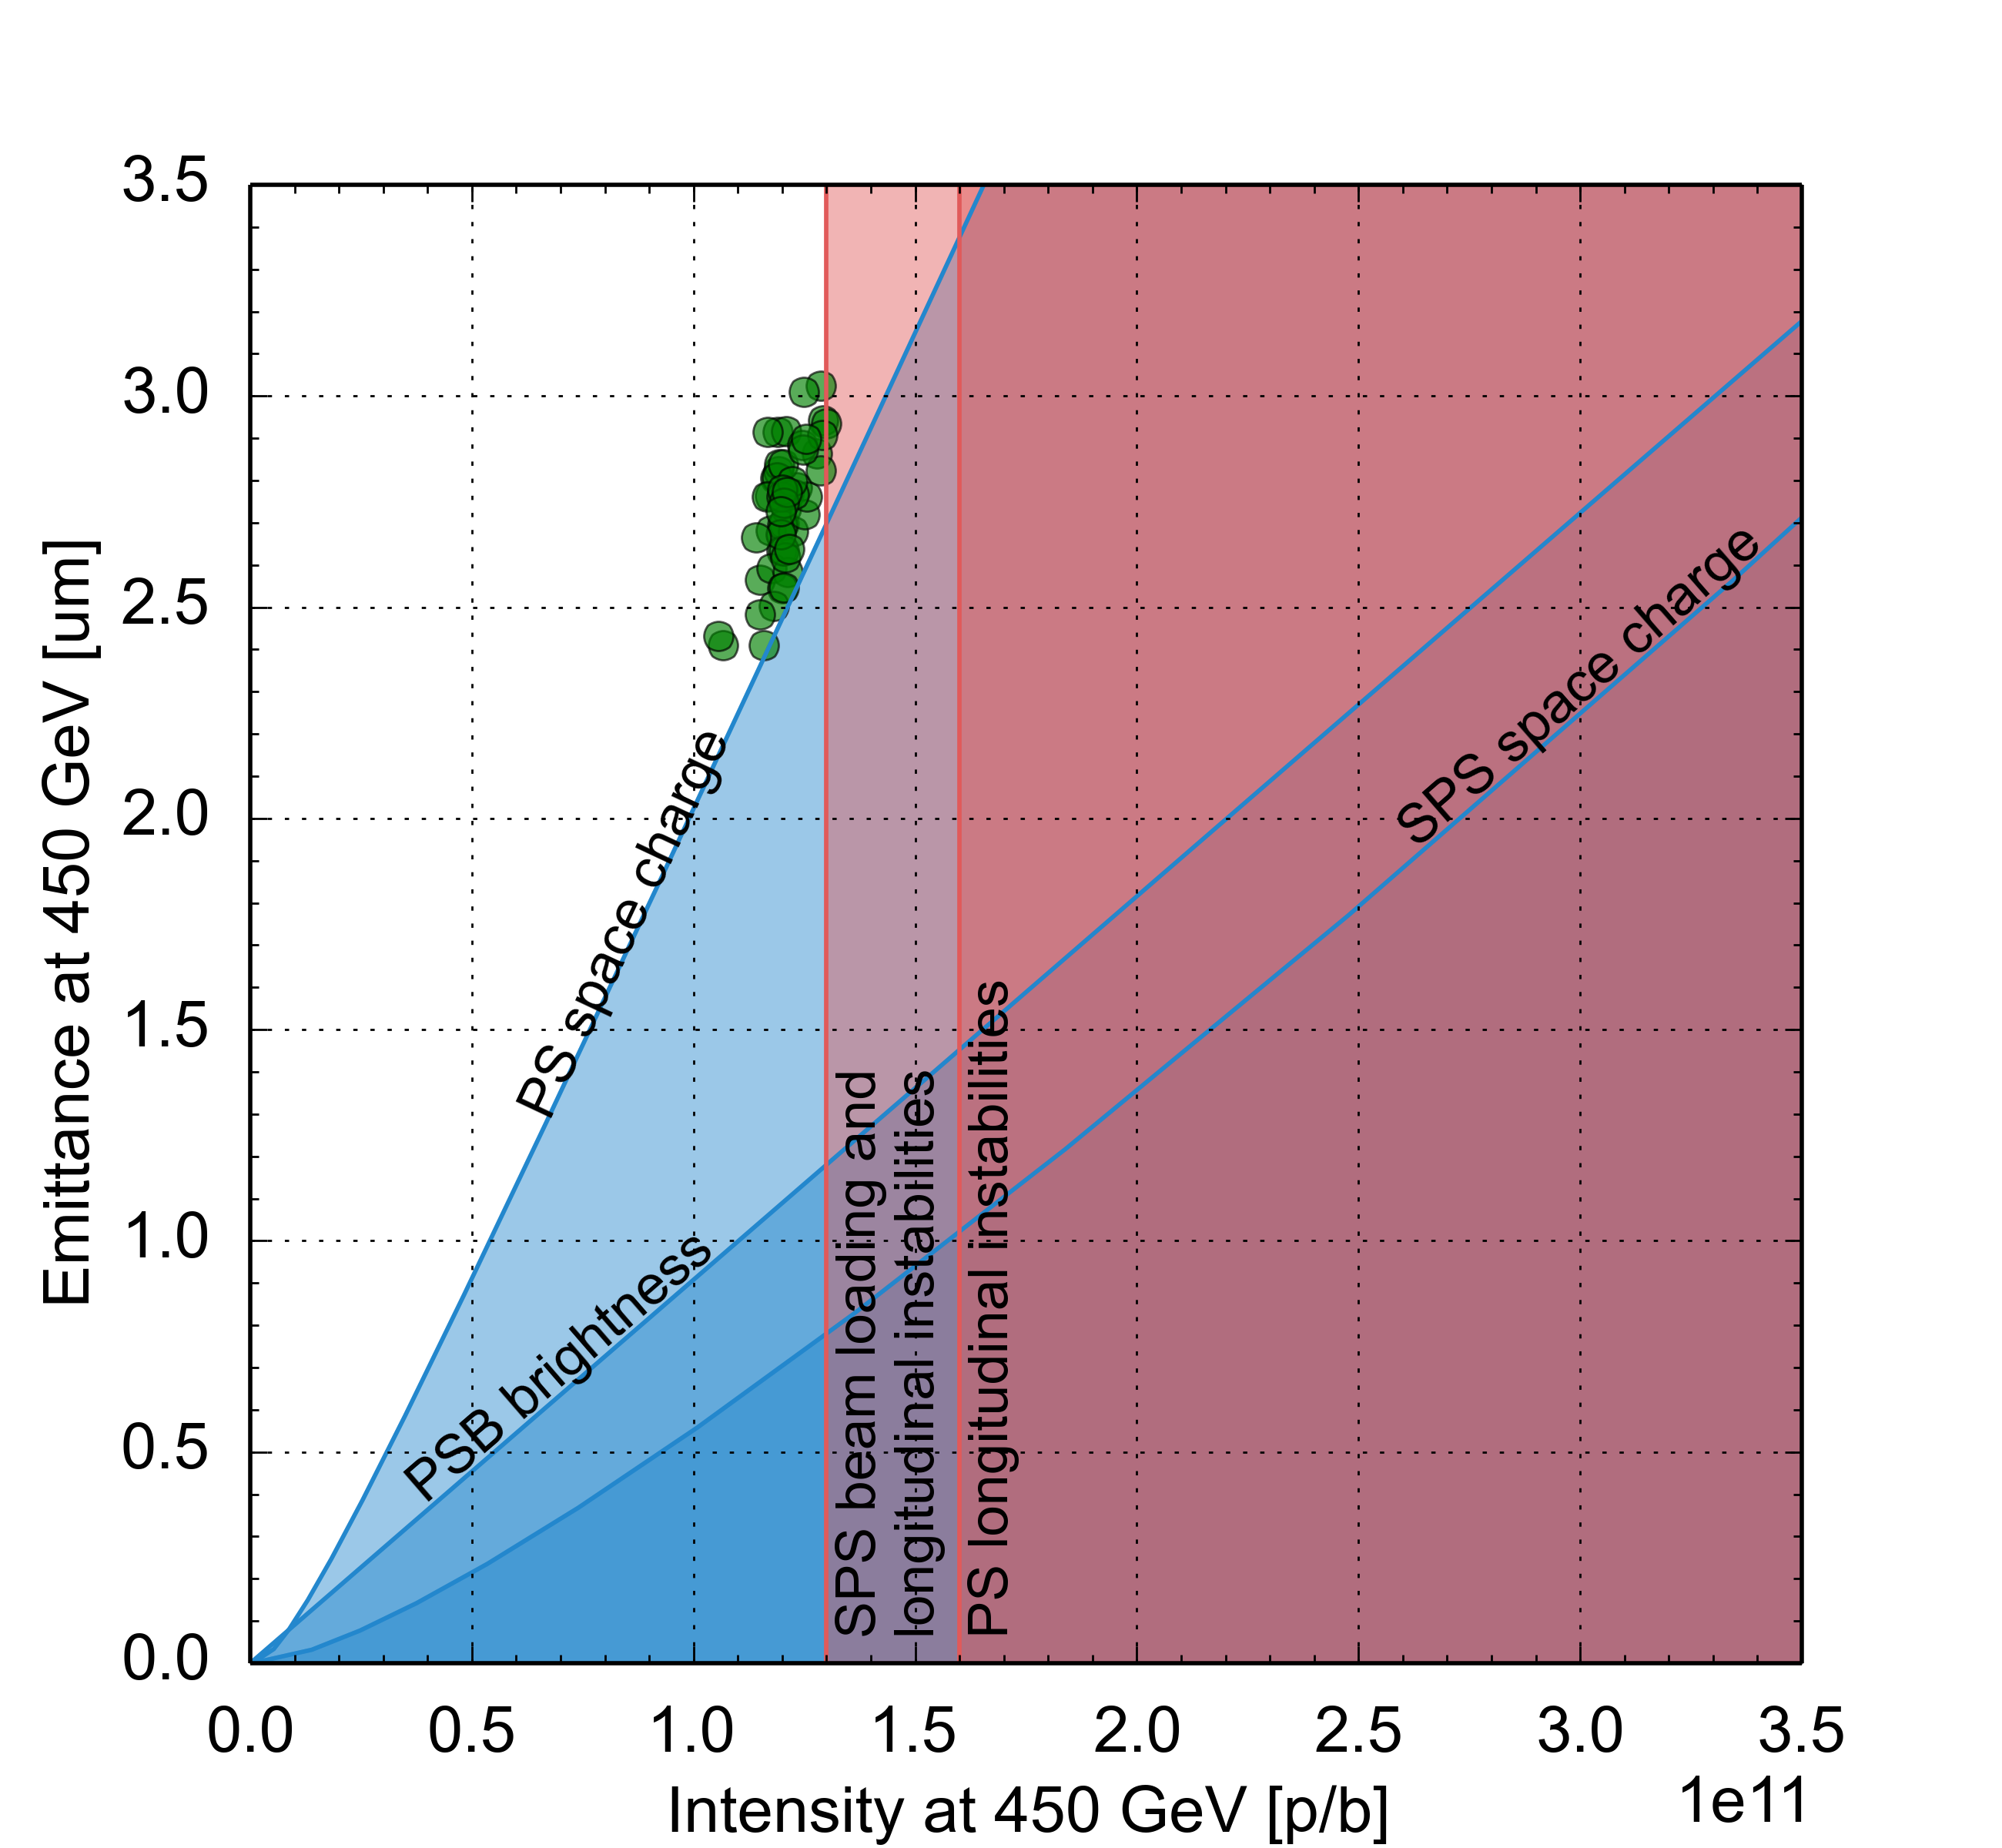 3.5
3.0
2.5
2.0
1.5
1.0
0.5
0.0
Emittance at 450 GeV [um]
PS space charge
PSB brightness
SPS space charge
SPS beam loading and
longitudinal instabilities
PS longitudinal instabilities
0.0 0.5 1.0 1.5 2.0 2.5 3.0 3.5
Intensity at 450 GeV [p/b]
1e11